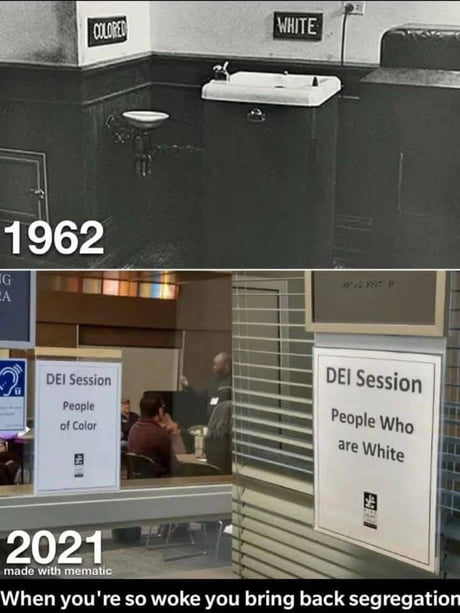 COLORED
WHITE
1962
DEI Session
People
of Color
DEI Session
People Who
are White
2021
made with mematic
When you're so woke you bring back segregation